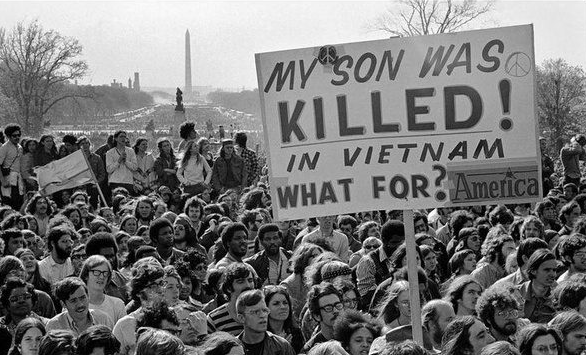 MY SON WAS
KILLED!
IN VIETNAM
WHAT FOR? America